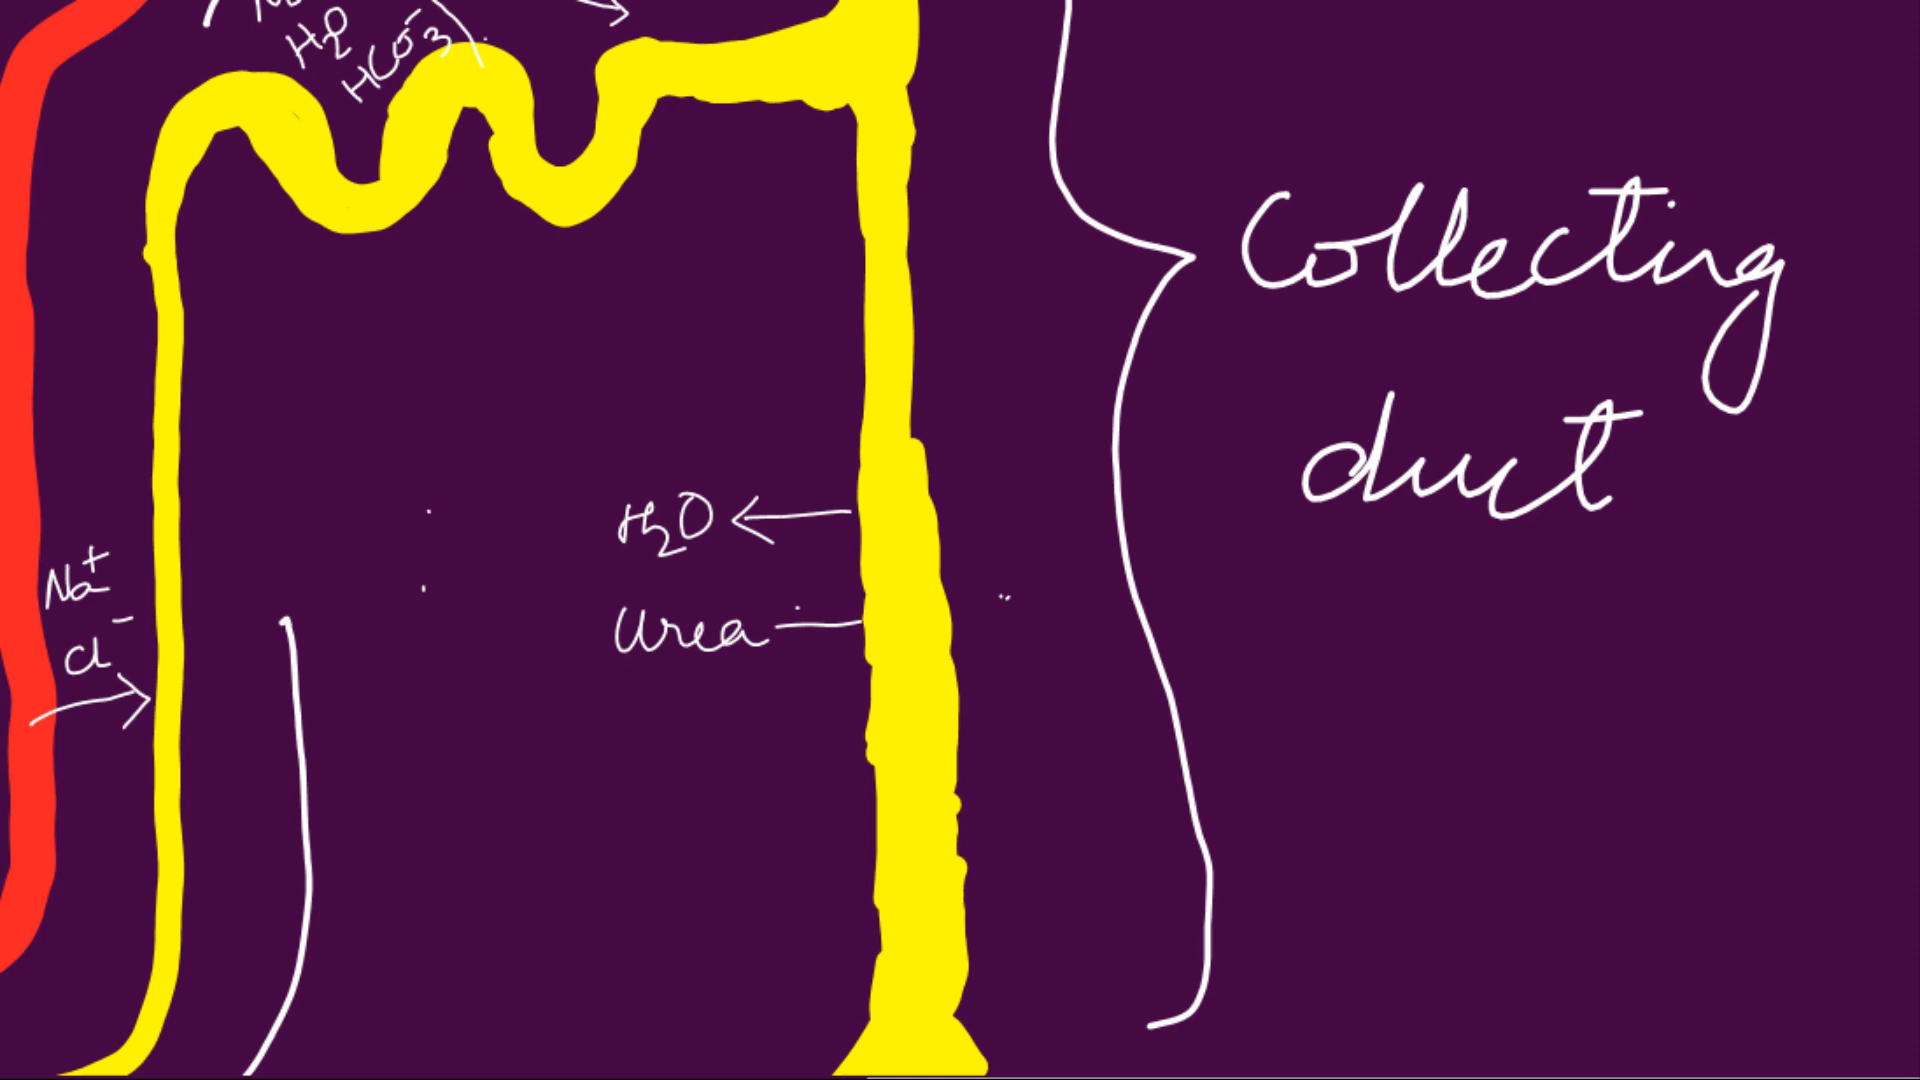 H2O
HCO3⁻)
Collecting
duct
H2O
Urea
Na⁺
Cl⁻